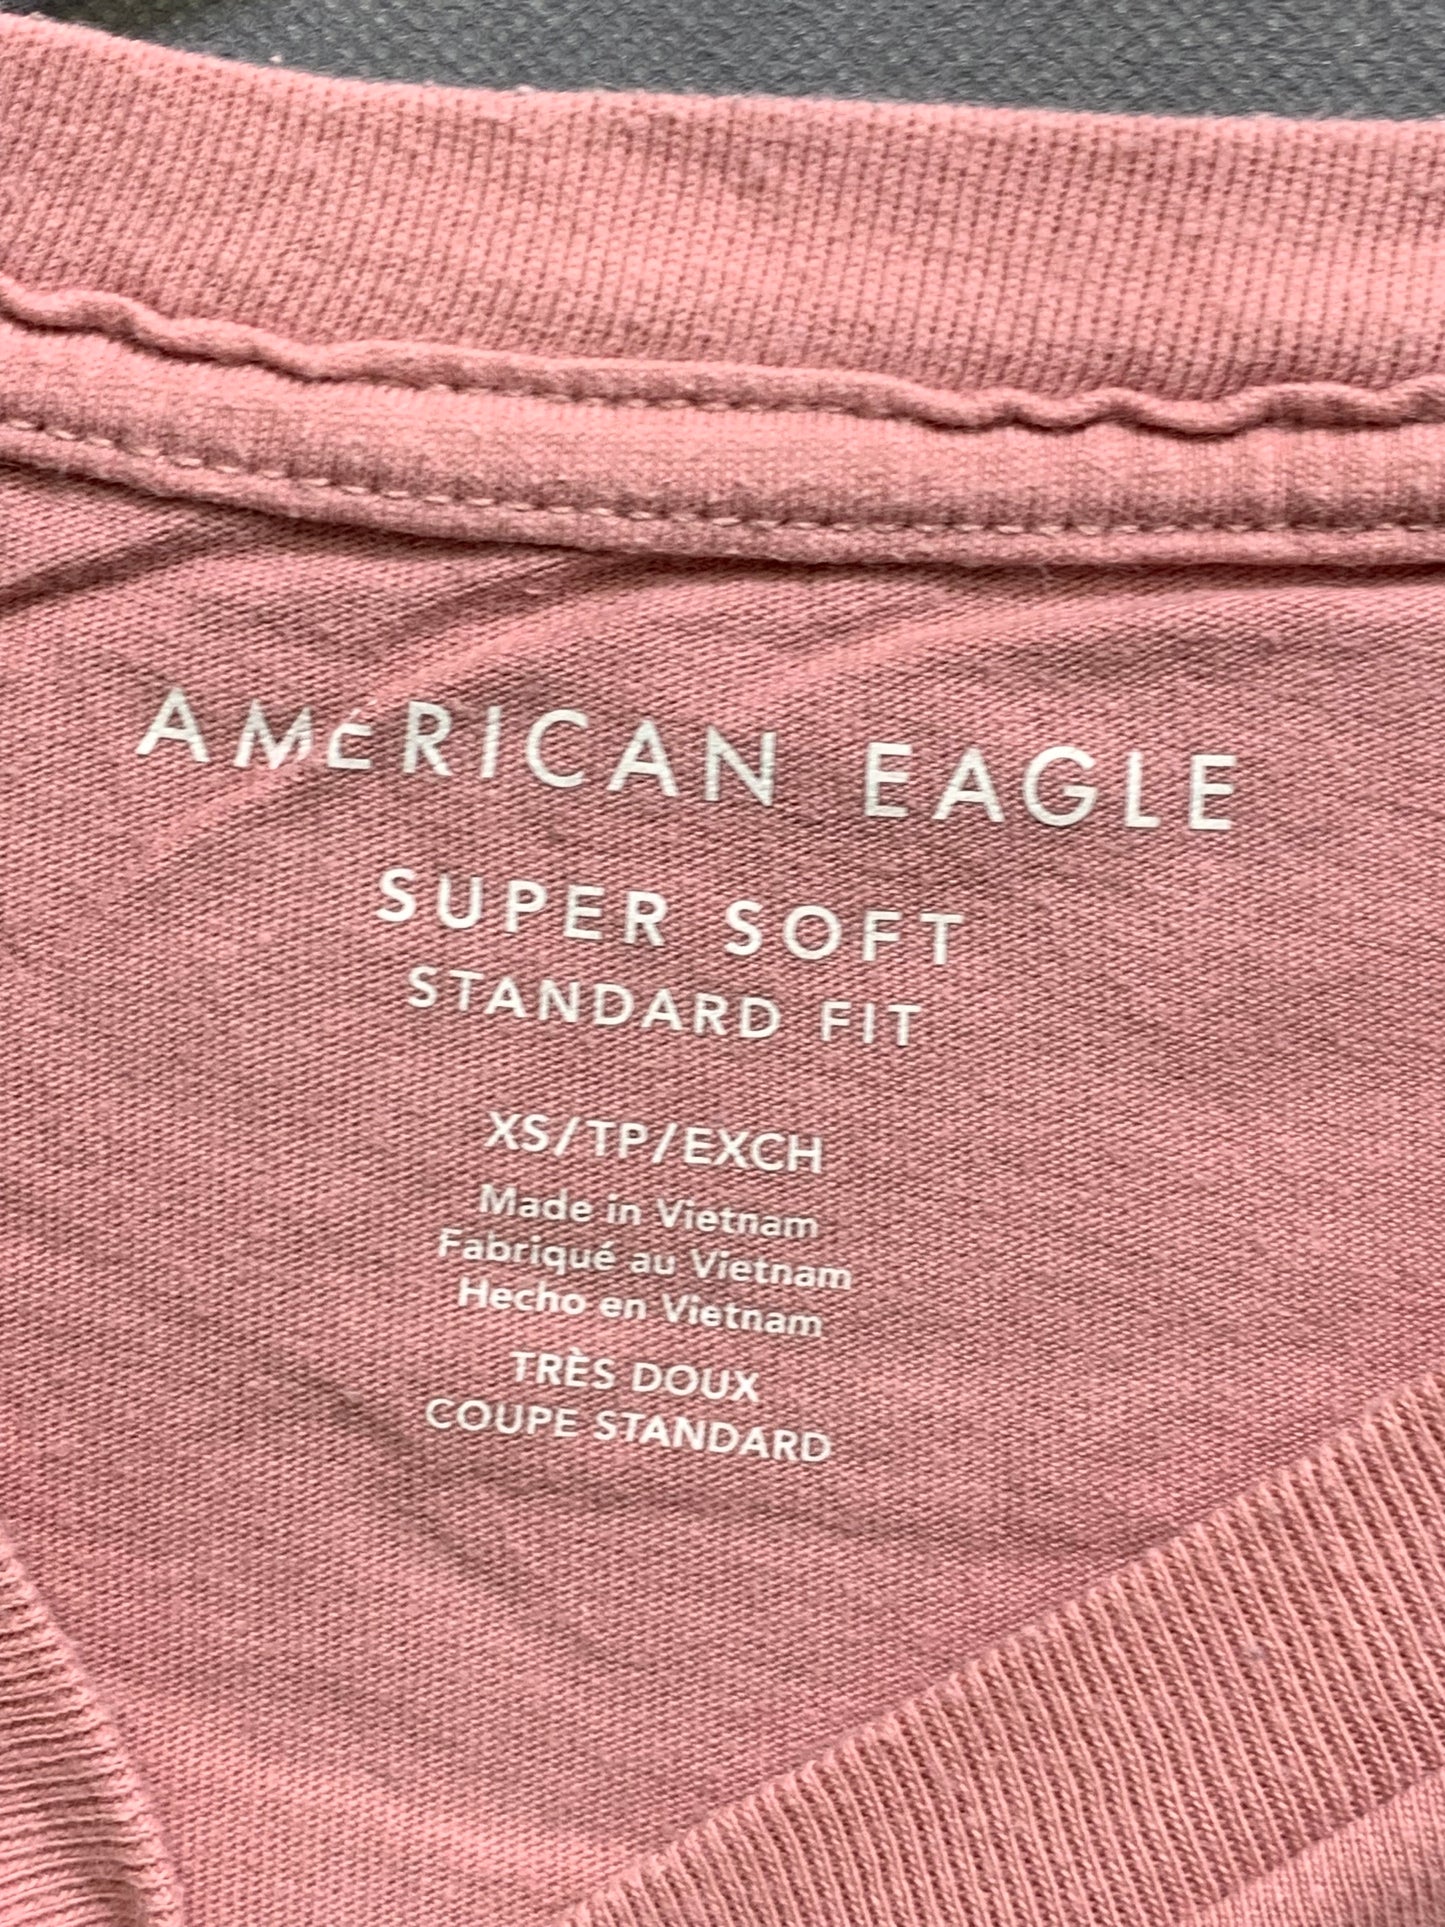 AMERICAN EAGLE
SUPER SOFT
STANDARD FIT
XS/TP/EXCH
Made in Vietnam
Fabriqué au Vietnam
Hecho en Vietnam
TRÈS DOUX
COUPE STANDARD